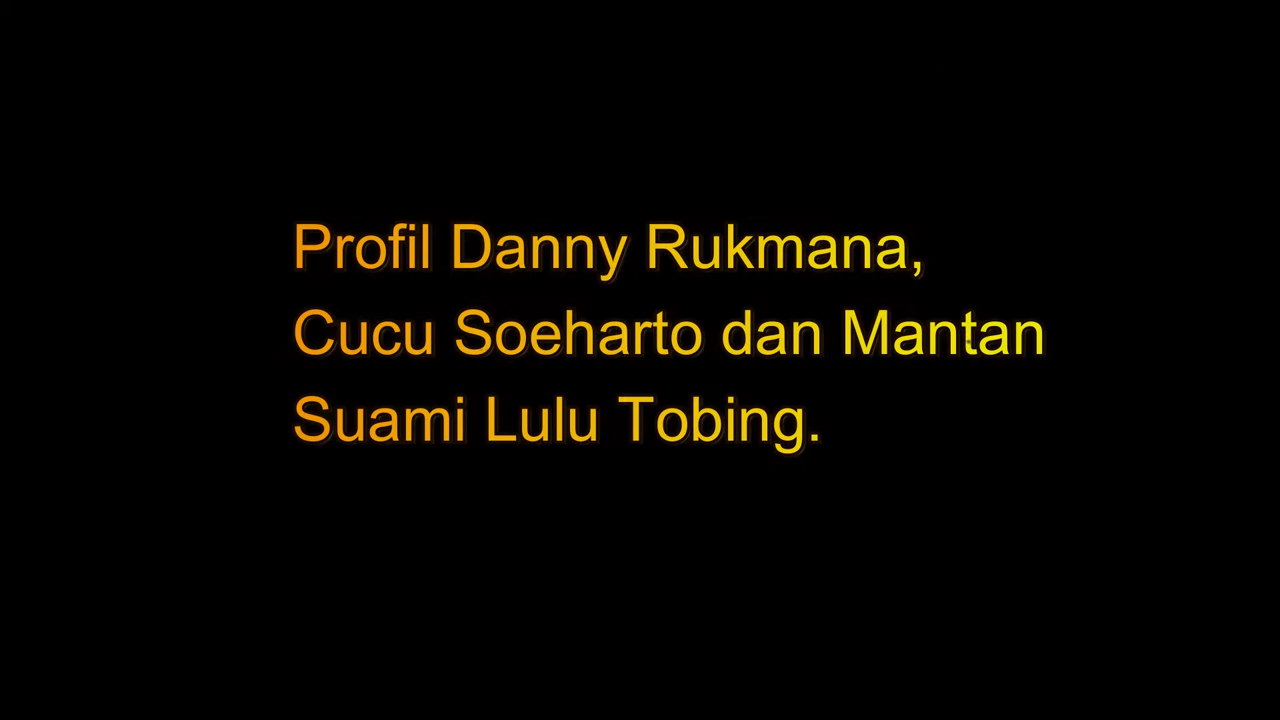 Profil Danny Rukmana,
Cucu Soeharto dan Mantan
Suami Lulu Tobing.